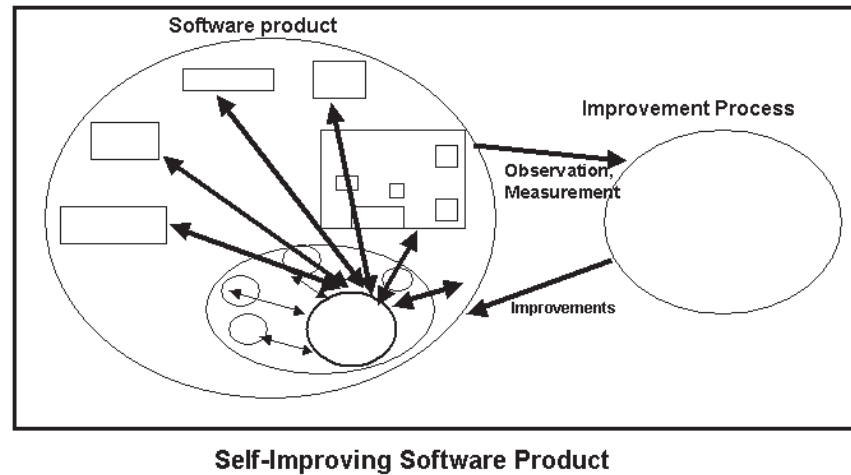 Software product
Improvement Process
Observation,
Measurement
Improvements
Self-Improving Software Product